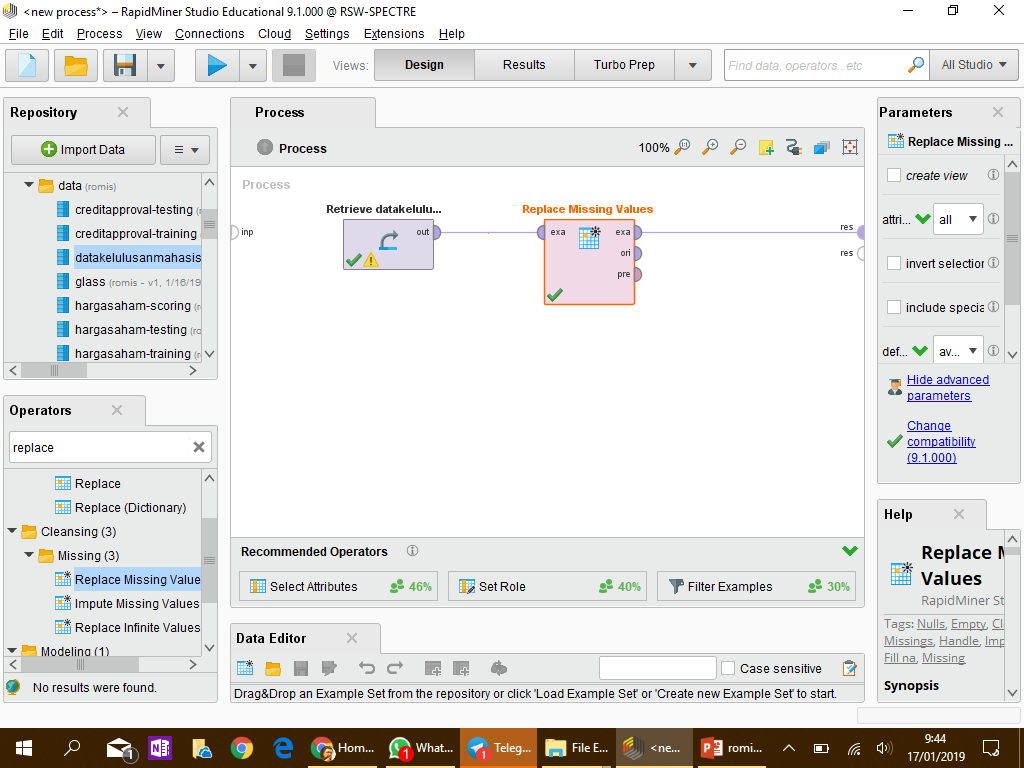 <new process*> – RapidMiner Studio Educational 9.1.000 @ RSW-SPECTRE
File Edit Process View Connections Cloud Settings Extensions Help
Views: Design Results Turbo Prep Find data, operators...etc All Studio
Repository
Import Data
data (romis)
creditapproval-testing (
creditapproval-training
datakelulusanmahasis
glass (romis - v1, 1/16/19
hargasaham-scoring (
hargasaham-testing (ro
hargasaham-training (r
Operators
replace
Replace
Replace (Dictionary)
Cleansing (3)
Missing (3)
Replace Missing Value
Impute Missing Values
Replace Infinite Values
Modeling (1)
No results were found.
Process
Process
100%
Process
inp
Retrieve datakelulu...
out
Replace Missing Values
exa exa
ori
pre
res
res
Recommended Operators
Select Attributes 46%
Set Role 40%
Filter Examples 30%
Data Editor
Case sensitive
Drag&Drop an Example Set from the repository or click 'Load Example Set' or 'Create new Example Set' to start.
Parameters
Replace Missing ...
create view
attri... all
invert selection
include specia
def... av...
Hide advanced
parameters
Change
compatibility
(9.1.000)
Help
Replace M
Values
RapidMiner St
Tags: Nulls, Empty, Cl
Missings, Handle, Imp
Fill na, Missing
Synopsis
1
N
Hom...
1 What...
1 Teleg...
File E...
<ne...
romi...
9:44
17/01/2019